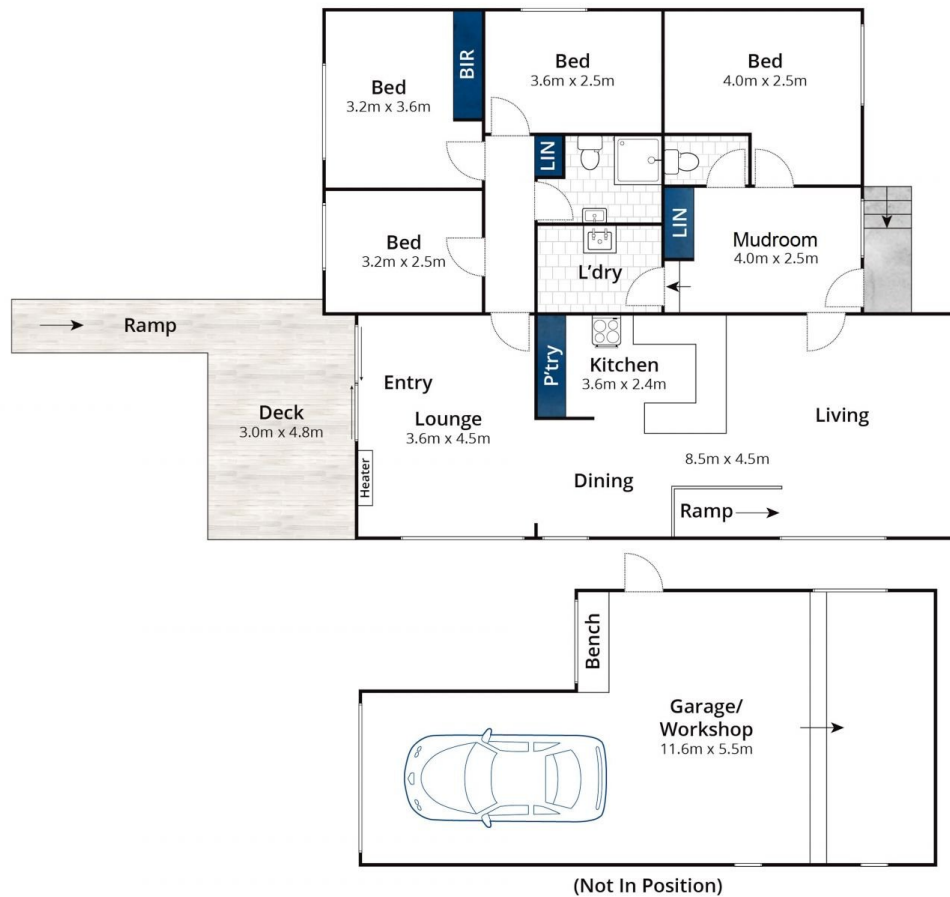 Bed
3.2m x 3.6m
BIR
Bed
3.6m x 2.5m
Bed
4.0m x 2.5m
LIN
Bed
3.2m x 2.5m
L'dry
LIN
Mudroom
4.0m x 2.5m
Ramp
Deck
3.0m x 4.8m
Entry
Lounge
3.6m x 4.5m
Heater
P'try
Kitchen
3.6m x 2.4m
Living
8.5m x 4.5m
Dining
Ramp
Bench
Garage/
Workshop
11.6m x 5.5m
(Not In Position)